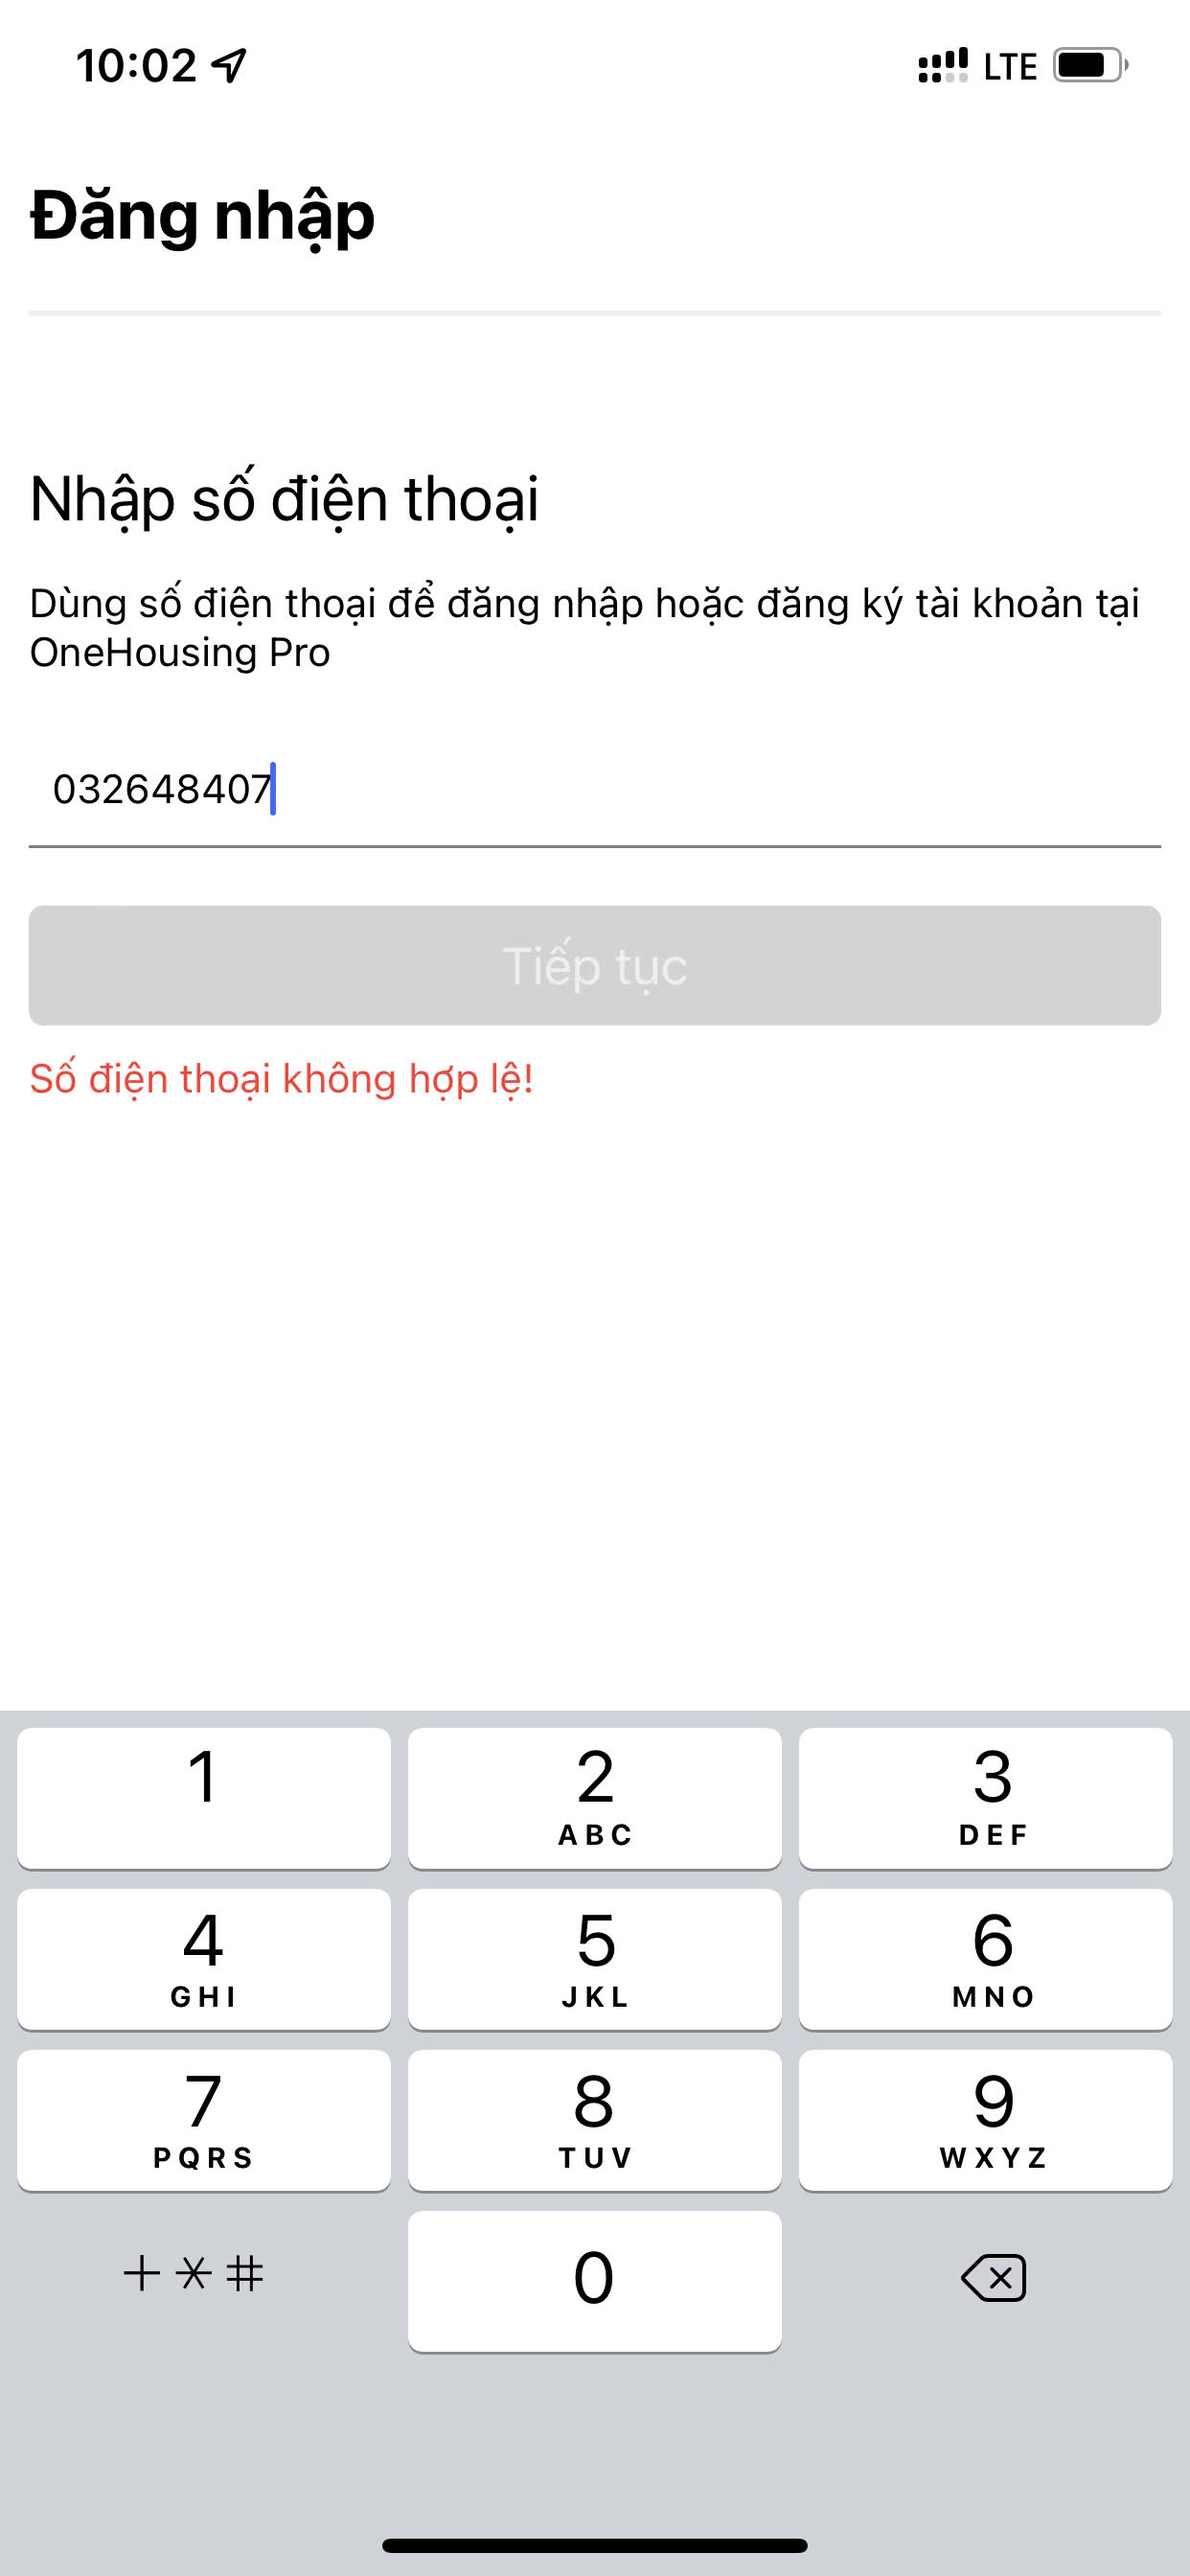 10:02
LTE
Đăng nhập
Nhập số điện thoại
Dùng số điện thoại để đăng nhập hoặc đăng ký tài khoản tại
OneHousing Pro
032648407
Tiếp tục
Số điện thoại không hợp lệ!
1 2 3
ABC DEF
4 5 6
GHI JKL MNO
7 8 9
PQRS TUV WXYZ
+*# 0